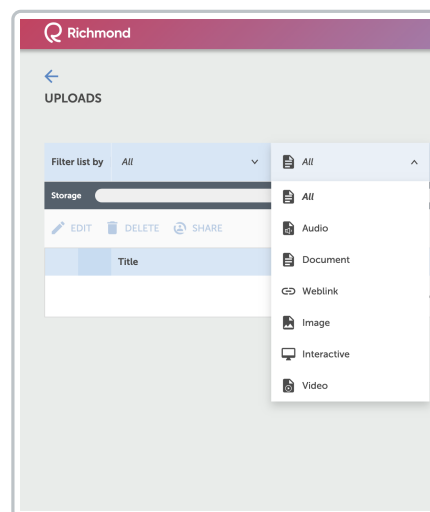 Richmond
UPLOADS
Filter list by All All
Storage
All
Audio
EDIT DELETE SHARE
Document
Title
Weblink
Image
Interactive
Video